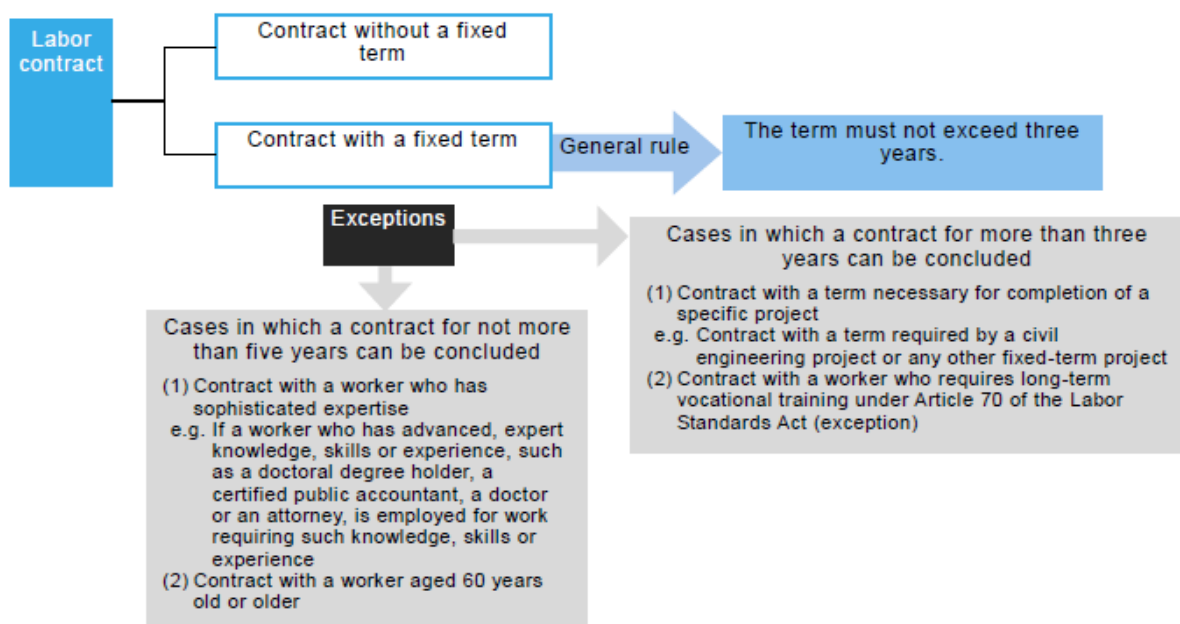 Labor
contract
Contract without a fixed
term
Contract with a fixed term
General rule
The term must not exceed three
years.
Exceptions
Cases in which a contract for more than three
years can be concluded
(1) Contract with a term necessary for completion of a
specific project
e.g. Contract with a term required by a civil
engineering project or any other fixed-term project
(2) Contract with a worker who requires long-term
vocational training under Article 70 of the Labor
Standards Act (exception)
Cases in which a contract for not more
than five years can be concluded
(1) Contract with a worker who has
sophisticated expertise
e.g. If a worker who has advanced, expert
knowledge, skills or experience, such
as a doctoral degree holder, a
certified public accountant, a doctor
or an attorney, is employed for work
requiring such knowledge, skills or
experience
(2) Contract with a worker aged 60 years
old or older